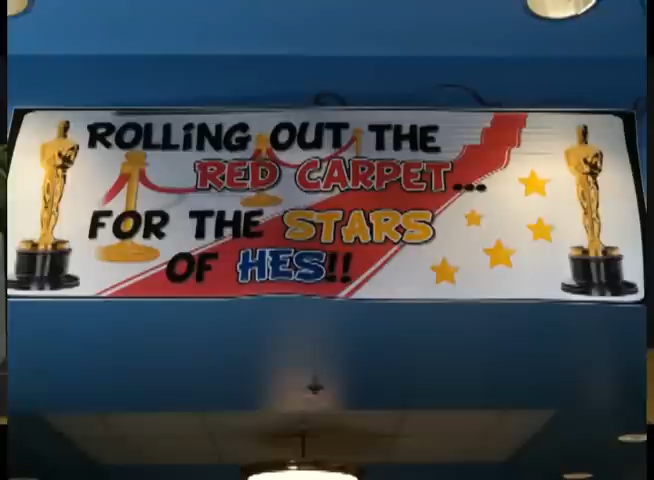 ROLLING OUT THE
RED CARPET...
FOR THE STARS
OF HES!!